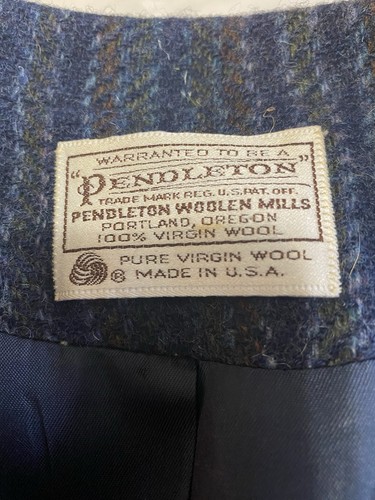 WARRANTED TO BE A
"PENDLETON"
TRADE MARK REG. U.S. PAT. OFF.
PENDLETON WOOLEN MILLS
PORTLAND, OREGON
100% VIRGIN WOOL
PURE VIRGIN WOOL
® MADE IN U.S.A.